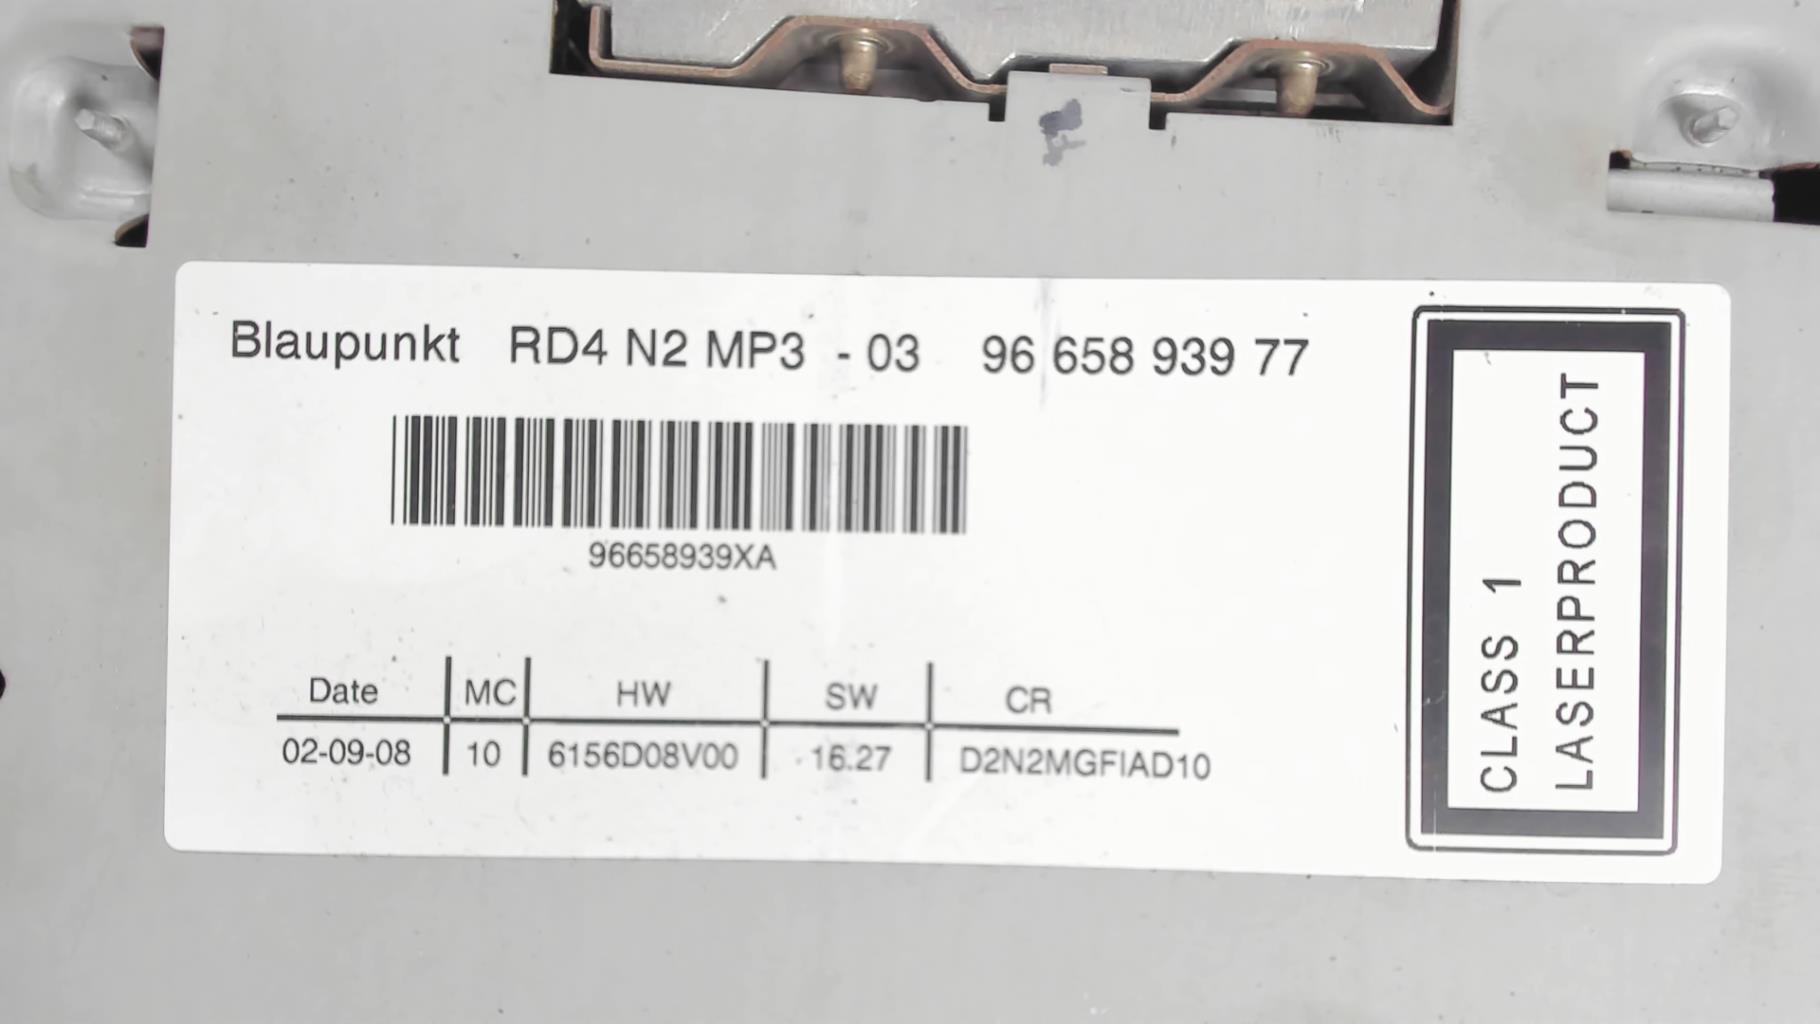 Blaupunkt RD4 N2 MP3 - 03 96 658 939 77
96658939XA
Date MC HW SW CR
02-09-08 10 6156D08V00 16.27 D2N2MGFIAD10
CLASS 1
LASERPRODUCT